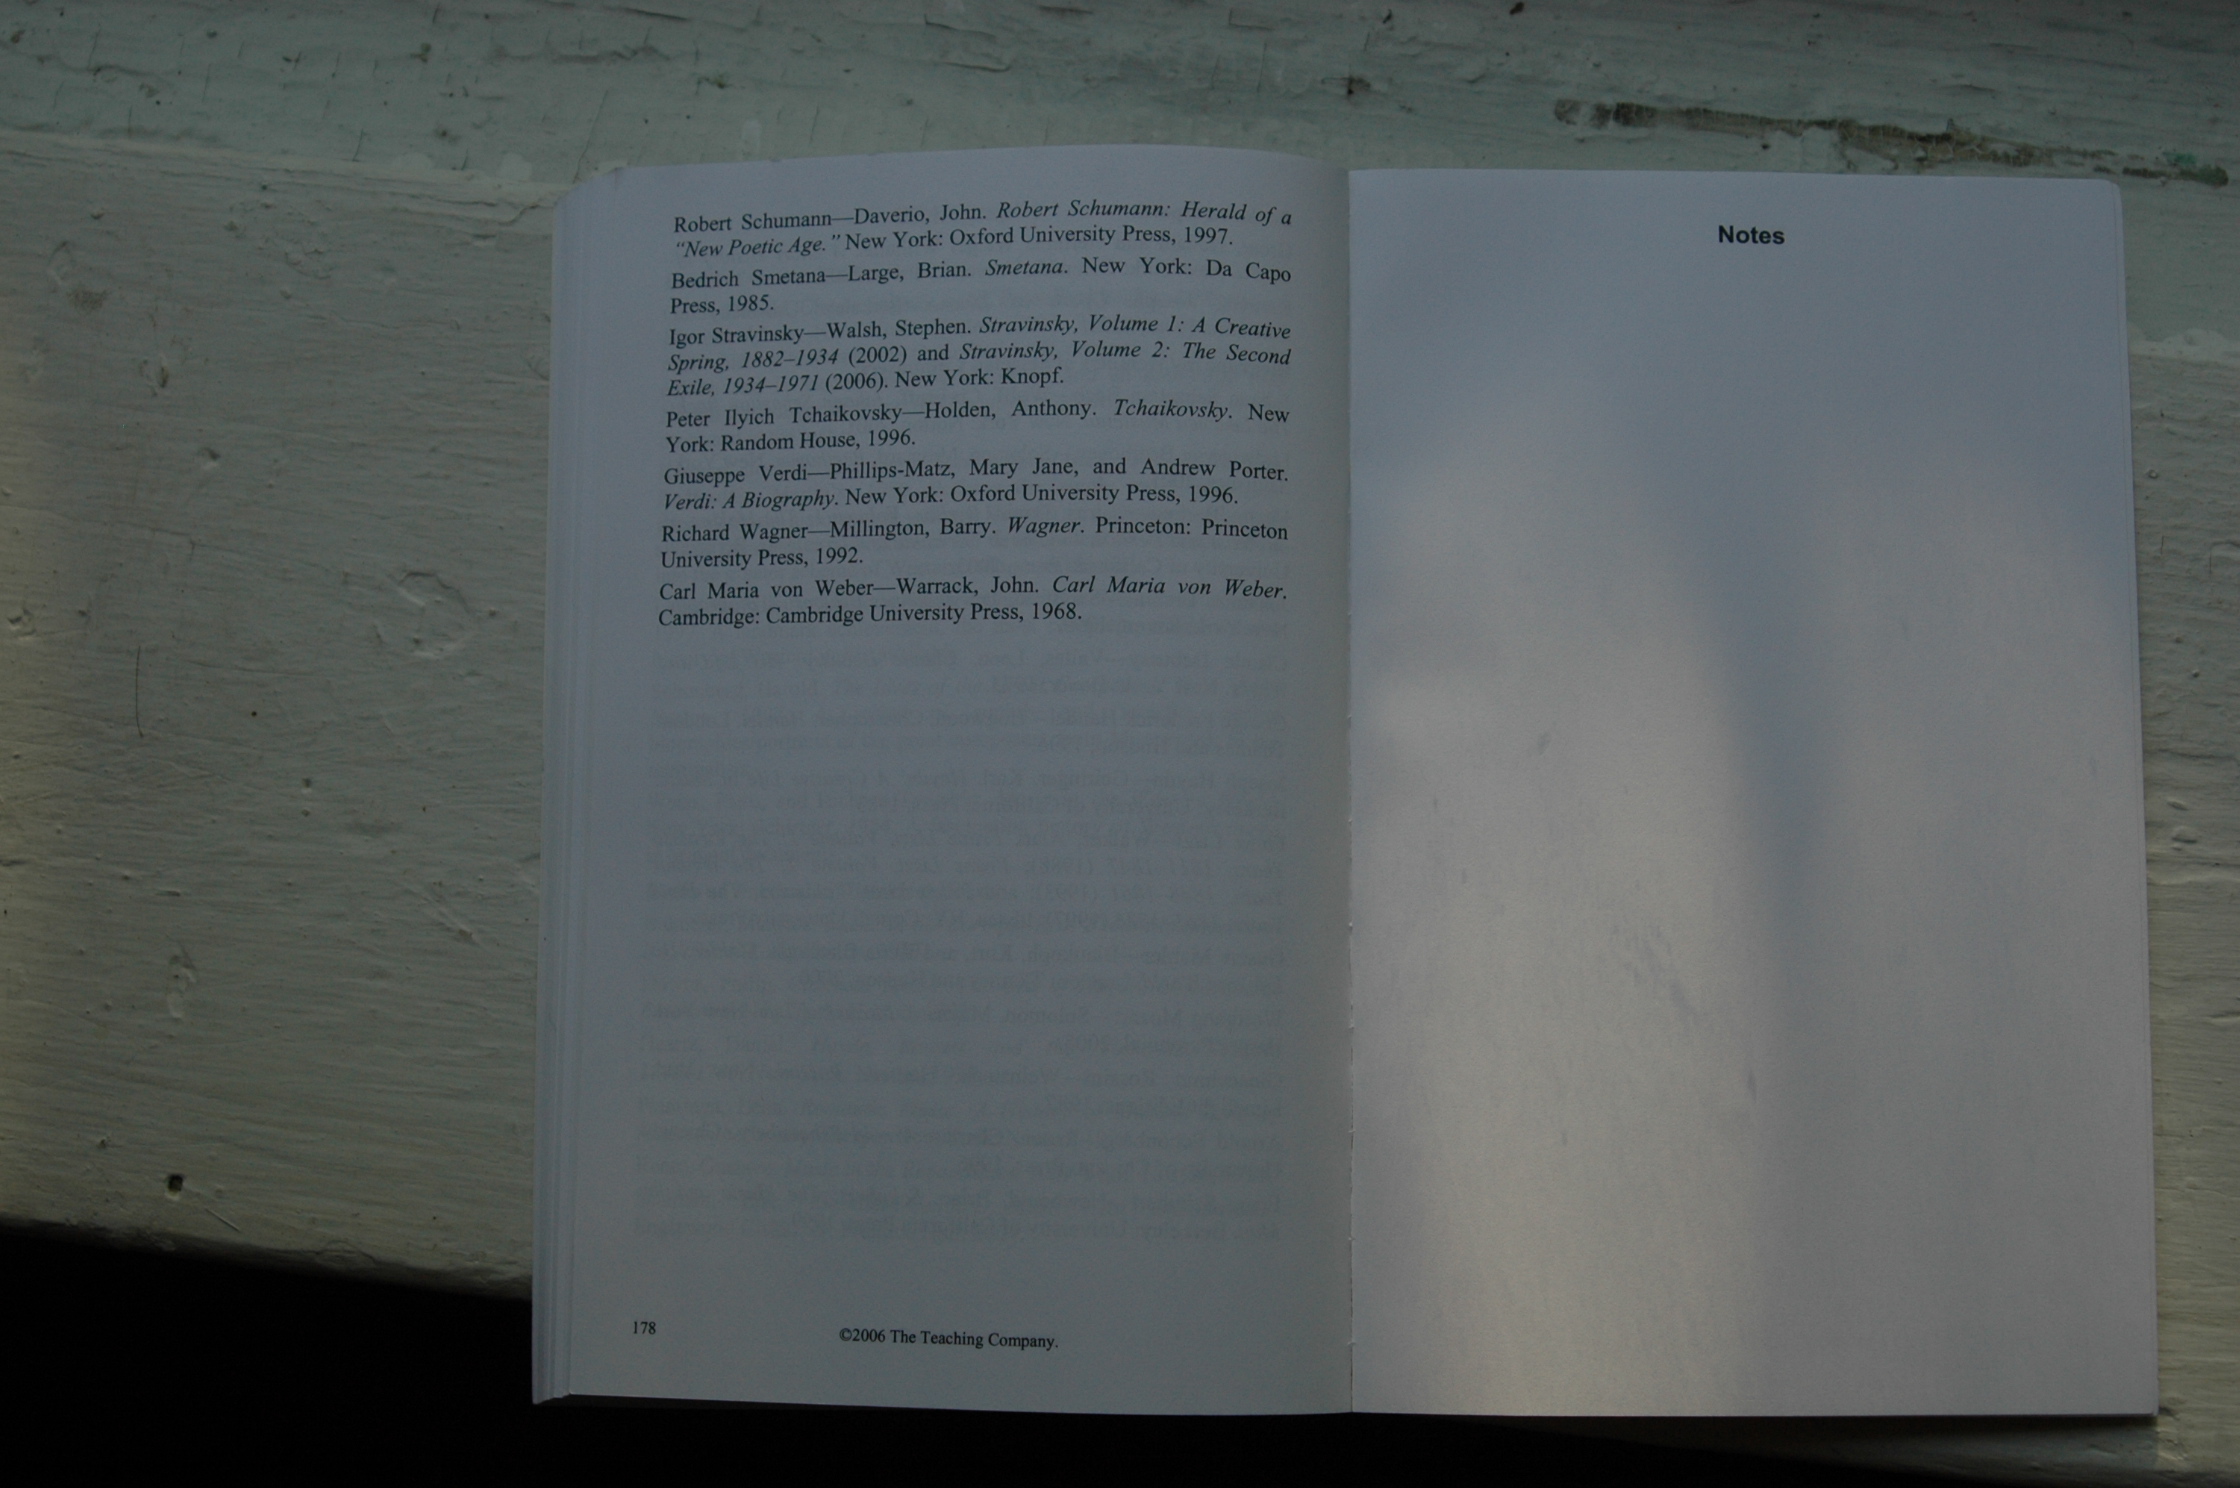 Robert Schumann—Daverio, John. Robert Schumann: Herald of a
“New Poetic Age.” New York: Oxford University Press, 1997.
Bedrich Smetana—Large, Brian. Smetana. New York: Da Capo
Press, 1985.
Igor Stravinsky—Walsh, Stephen. Stravinsky, Volume 1: A Creative
Spring, 1882–1934 (2002) and Stravinsky, Volume 2: The Second
Exile, 1934–1971 (2006). New York: Knopf.
Peter Ilyich Tchaikovsky—Holden, Anthony. Tchaikovsky. New
York: Random House, 1996.
Giuseppe Verdi—Phillips-Matz, Mary Jane, and Andrew Porter.
Verdi: A Biography. New York: Oxford University Press, 1996.
Richard Wagner—Millington, Barry. Wagner. Princeton: Princeton
University Press, 1992.
Carl Maria von Weber—Warrack, John. Carl Maria von Weber.
Cambridge: Cambridge University Press, 1968.
178
©2006 The Teaching Company.
Notes